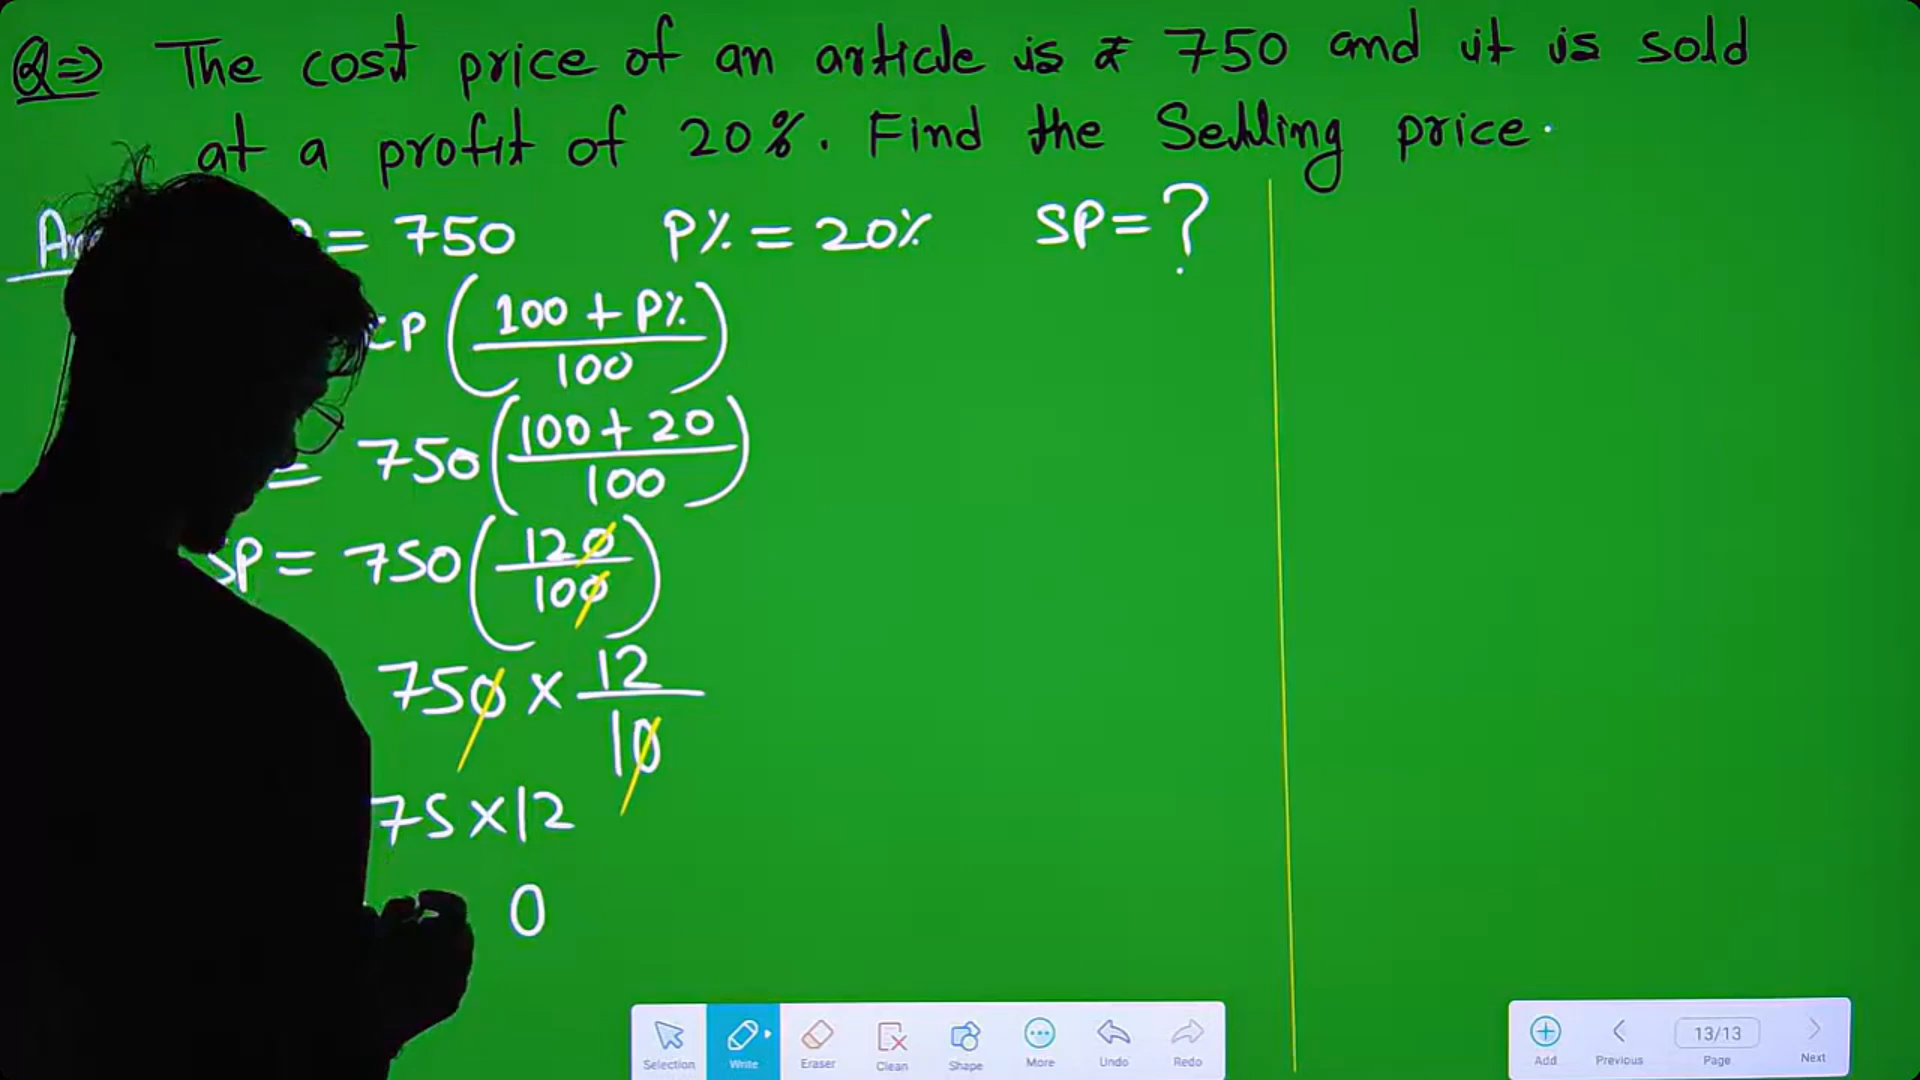 Q⇒ The cost price of an article is ₹ 750 and it is sold
at a profit of 20%. Find the Selling price.
= 750 P% = 20% SP = ?
CP (100 + P% / 100)
= 750 (100 + 20 / 100)
SP = 750 (120 / 100)
750 × 12 / 10
75 × 12
0
Selection Write Eraser Clean Shape More Undo Redo
Add Previous 13/13 Page Next